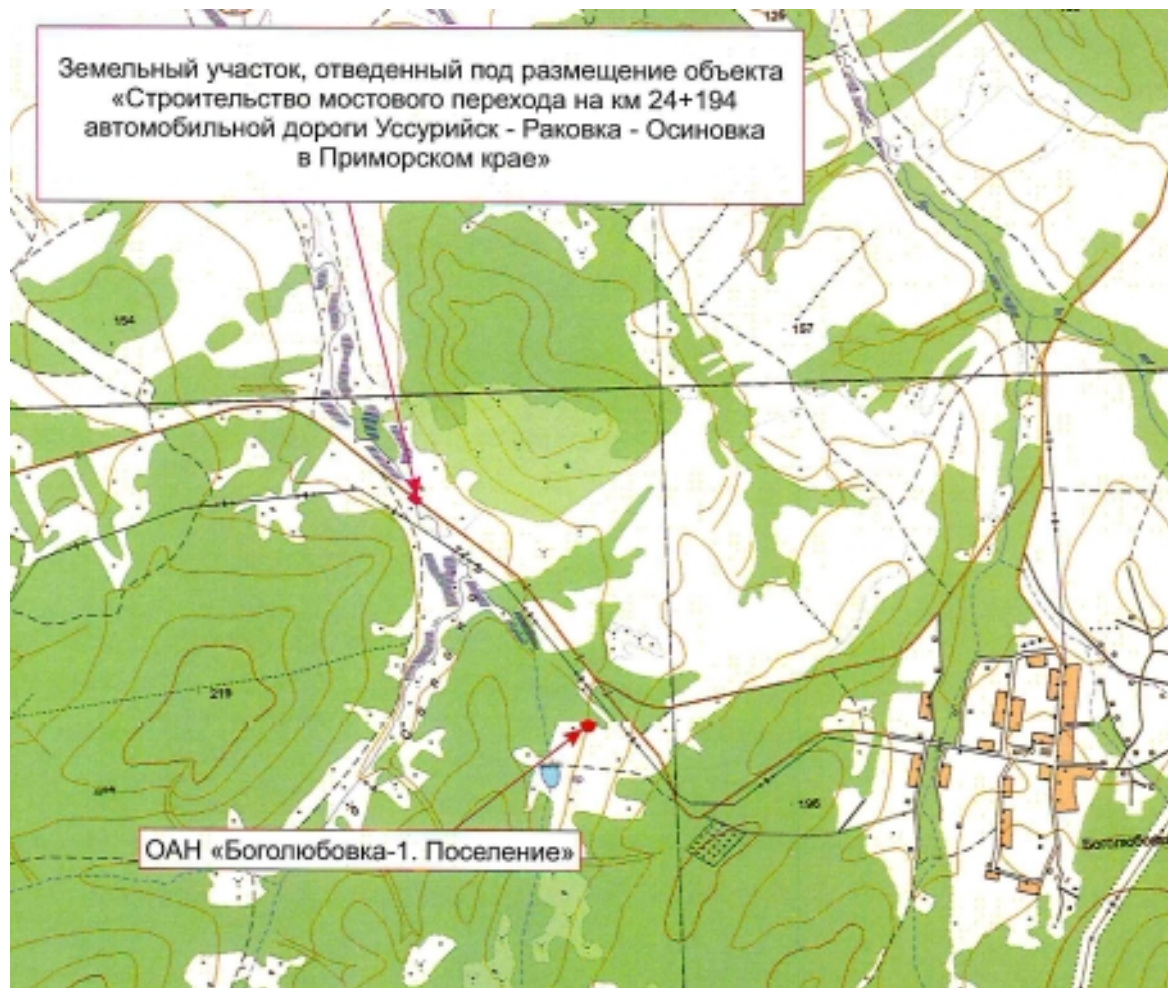 Земельный участок, отведенный под размещение объекта
«Строительство мостового перехода на км 24+194
автомобильной дороги Уссурийск - Раковка - Осиновка
в Приморском крае»
154
157
219
195
ОАН «Боголюбовка-1. Поселение»